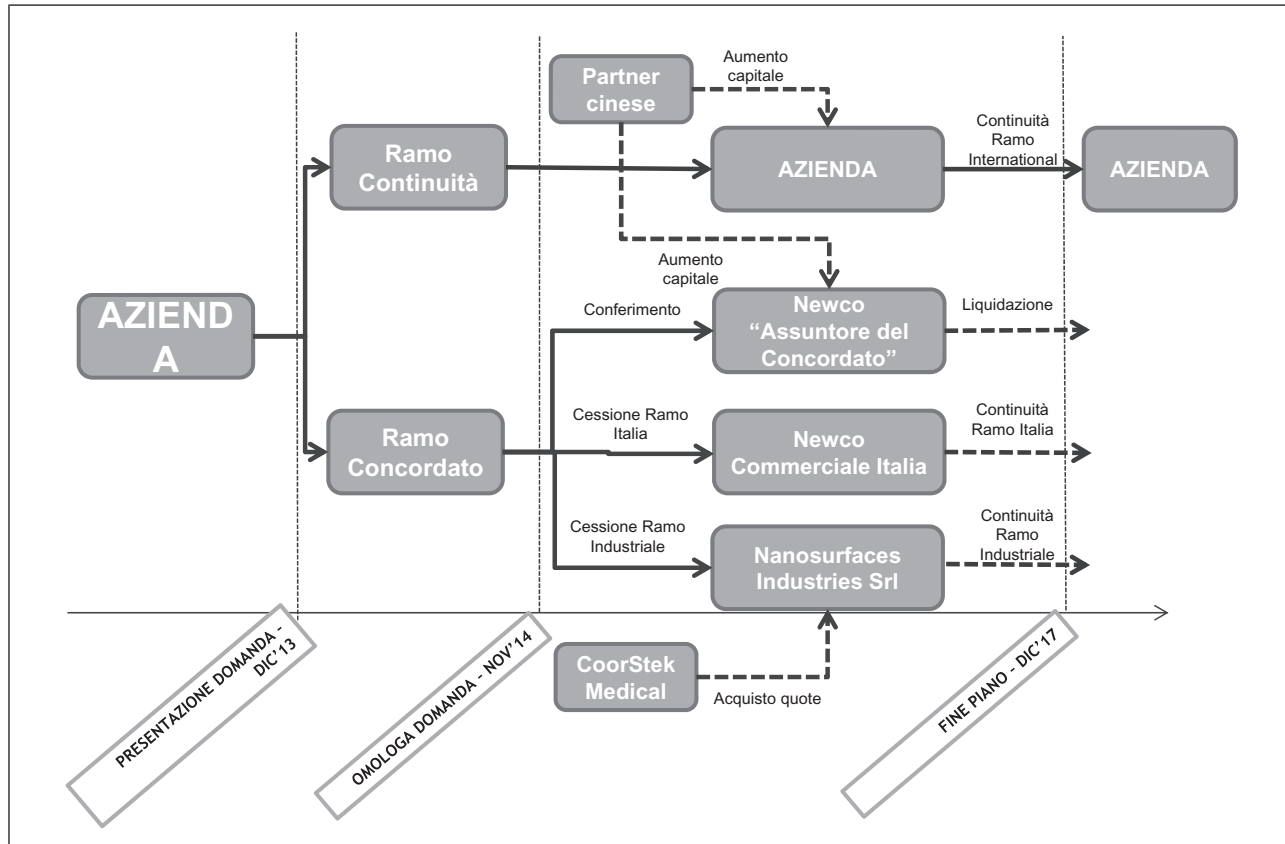 Aumento
capitale
Partner
cinese
Continuità
Ramo
International
Ramo
Continuità
AZIENDA
AZIENDA
Aumento
capitale
AZIEND
A
Conferimento
Newco
“Assuntore del
Concordato”
Liquidazione
Ramo
Concordato
Cessione Ramo
Italia
Newco
Commerciale Italia
Continuità
Ramo Italia
Cessione Ramo
Industriale
Nanosurfaces
Industries Srl
Continuità
Ramo
Industriale
CoorStek
Medical
Acquisto quote
PRESENTAZIONE DOMANDA -
DIC’13
OMOLOGA DOMANDA - NOV’14
FINE PIANO - DIC’17